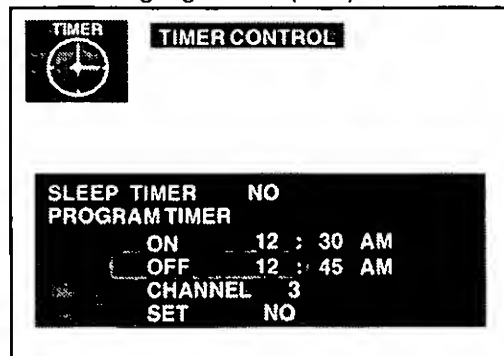 TIMER
TIMER CONTROL
SLEEP TIMER NO
PROGRAM TIMER
ON 12 : 30 AM
OFF 12 : 45 AM
CHANNEL 3
SET NO